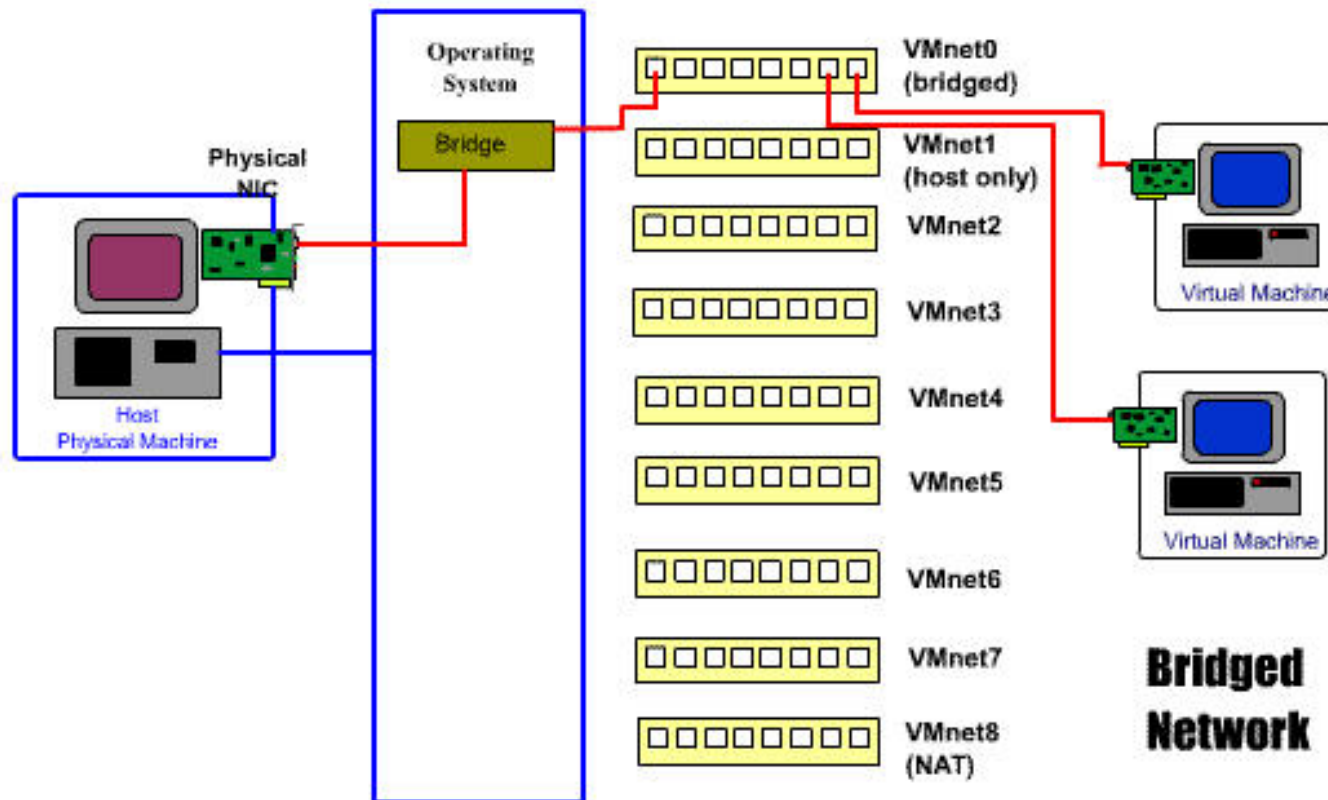 Operating
System
Bridge
Physical
NIC
Host
Physical Machine
VMnet0
(bridged)
VMnet1
(host only)
VMnet2
VMnet3
VMnet4
VMnet5
VMnet6
VMnet7
VMnet8
(NAT)
Virtual Machine
Virtual Machine
Bridged
Network